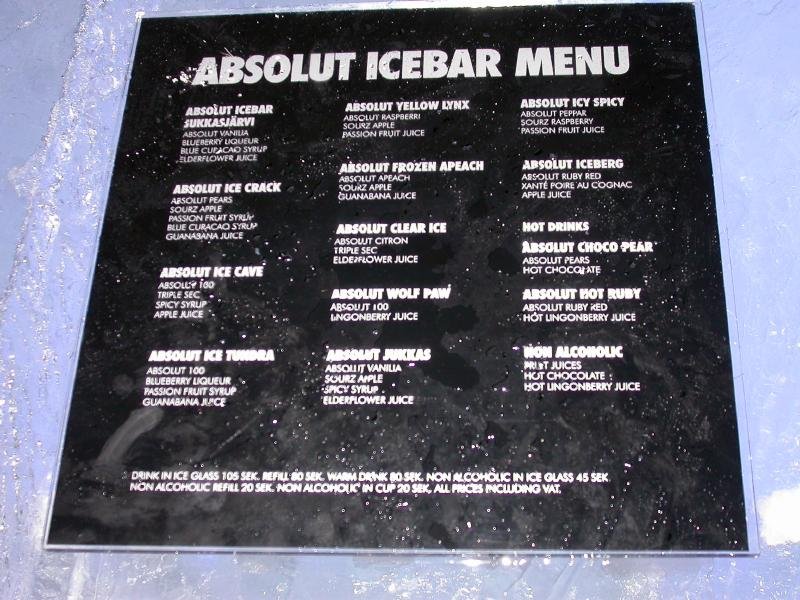 ABSOLUT ICEBAR MENU
ABSOLUT ICEBAR
SUKKASJÄRVI
ABSOLUT VANILIA
BLUEBERRY LIQUEUR
BLUE CURACAO SYRUP
ELDERFLOWER JUICE
ABSOLUT ICE CRACK
ABSOLUT PEARS
SOURZ APPLE
PASSION FRUIT SYRUP
BLUE CURACAO SYRUP
GUANABANA JUICE
ABSOLUT ICE CAVE
ABSOLUT 100
TRIPLE SEC
SPICY SYRUP
APPLE JUICE
ABSOLUT ICE TUNDRA
ABSOLUT 100
BLUEBERRY LIQUEUR
PASSION FRUIT SYRUP
GUANABANA JUICE
ABSOLUT YELLOW LYNX
ABSOLUT RASPBERRI
SOURZ APPLE
PASSION FRUIT JUICE
ABSOLUT FROZEN APEACH
ABSOLUT APEACH
SOURZ APPLE
GUANABANA JUICE
ABSOLUT CLEAR ICE
ABSOLUT CITRON
TRIPLE SEC
ELDERFLOWER JUICE
ABSOLUT WOLF PAW
ABSOLUT 100
LINGONBERRY JUICE
ABSOLUT JUKKAS
ABSOLUT VANILIA
SOURZ APPLE
SPICY SYRUP
ELDERFLOWER JUICE
ABSOLUT ICY SPICY
ABSOLUT PEPPAR
SOURZ RASPBERRY
PASSION FRUIT JUICE
ABSOLUT ICEBERG
ABSOLUT RUBY RED
XANTÉ POIRE AU COGNAC
APPLE JUICE
HOT DRINKS
ABSOLUT CHOCO PEAR
ABSOLUT PEARS
HOT CHOCOLATE
ABSOLUT HOT RUBY
ABSOLUT RUBY RED
HOT LINGONBERRY JUICE
NON ALCOHOLIC
FRUIT JUICES
HOT CHOCOLATE
HOT LINGONBERRY JUICE
DRINK IN ICE GLASS 105 SEK. REFILL 80 SEK. WARM DRINK 80 SEK. NON ALCOHOLIC IN ICE GLASS 45 SEK.
NON ALCOHOLIC REFILL 20 SEK. NON ALCOHOLIC IN CUP 20 SEK, ALL PRICES INCLUDING VAT.